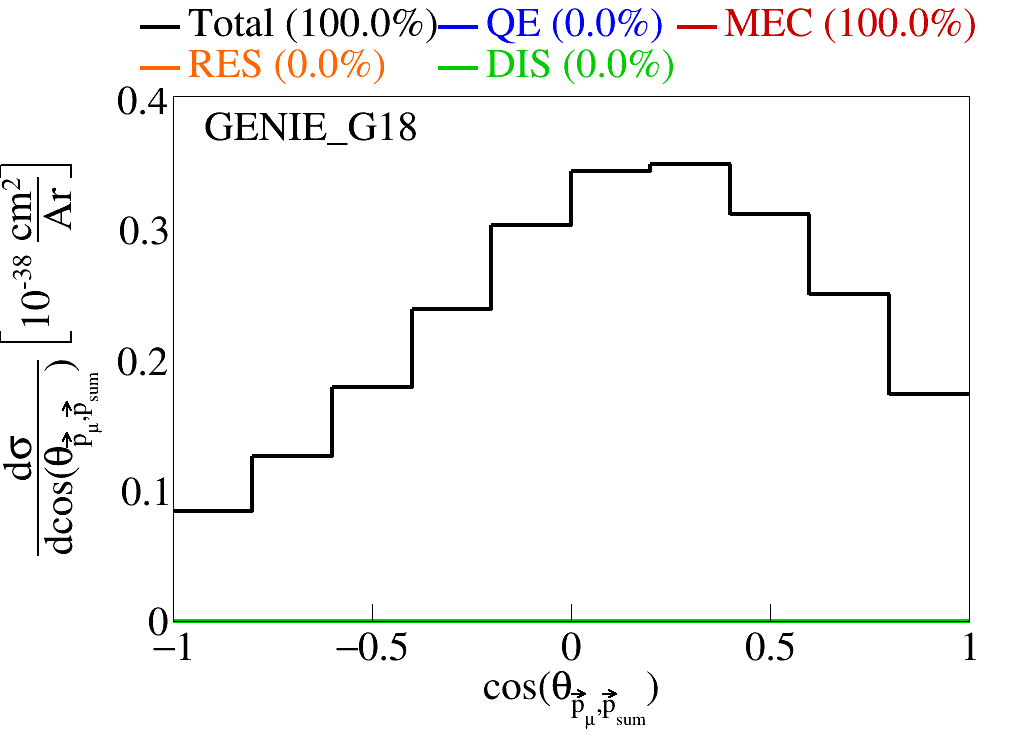 Total (100.0%) QE (0.0%) MEC (100.0%)
RES (0.0%) DIS (0.0%)
GENIE_G18
0.4
0.3
0.2
0.1
0
−1 −0.5 0 0.5 1
cos(θ p⃗μ,p⃗sum)
dσ
dcos(θ p⃗μ,p⃗sum) [10-38 cm2
Ar]